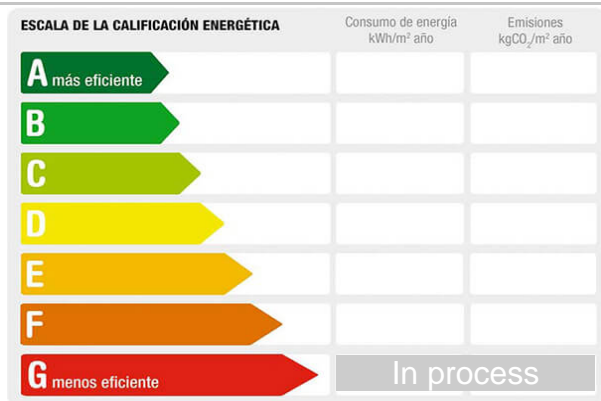 ESCALA DE LA CALIFICACIÓN ENERGÉTICA
Consumo de energía
kWh/m² año
Emisiones
kgCO₂/m² año
A más eficiente
B
C
D
E
F
G menos eficiente
In process